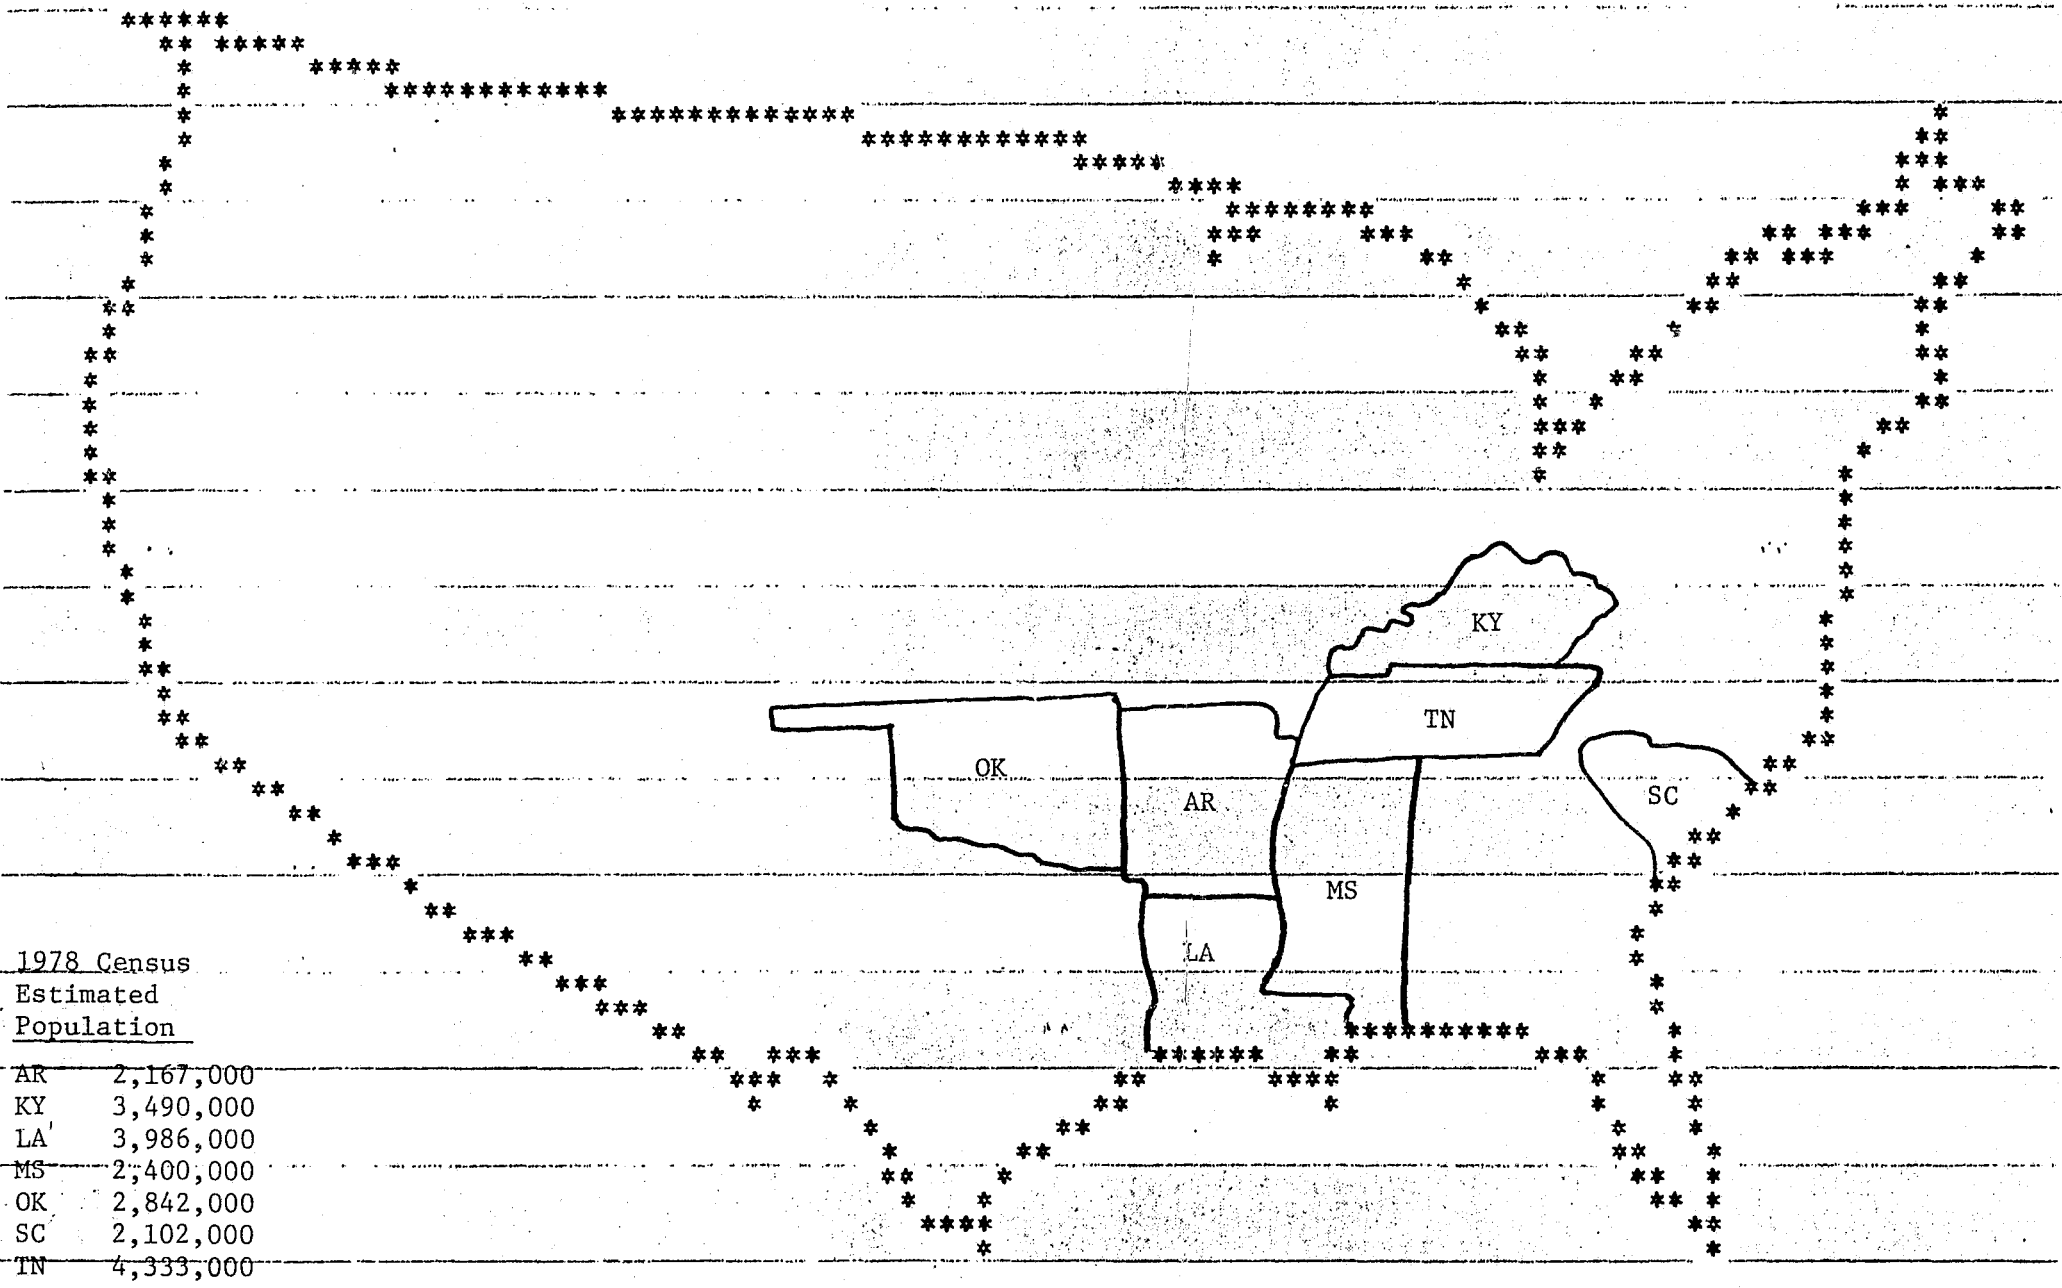 KY
TN
OK
SC
AR
MS
LA
1978 Census
Estimated
Population
AR 2,167,000
KY 3,490,000
LA' 3,986,000
MS 2,400,000
OK 2,842,000
SC 2,102,000
TN 4,333,000